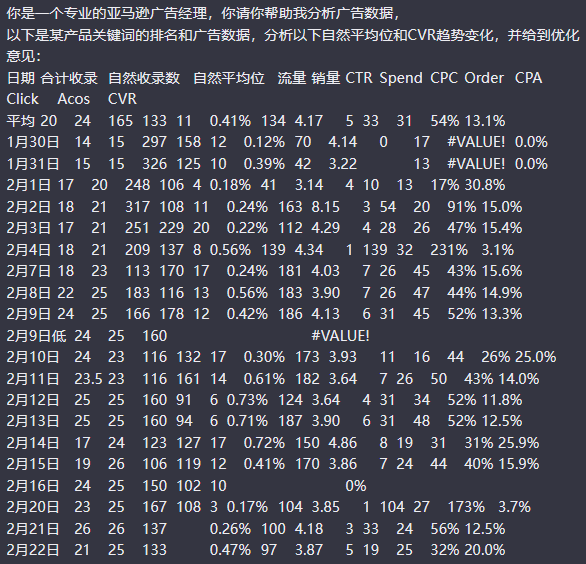 你是一个专业的亚马逊广告经理，你请你帮助我分析广告数据，
以下是某产品关键词的排名和广告数据，分析以下自然平均位和CVR趋势变化，并给到优化
意见：
日期 合计收录 自然收录数 自然平均位 流量 销量 CTR Spend CPC Order CPA
Click Acos CVR
平均 20 24 165 133 11 0.41% 134 4.17 5 33 31 54% 13.1%
1月30日 14 15 297 158 12 0.12% 70 4.14 0 17 #VALUE! 0.0%
1月31日 15 15 326 125 10 0.39% 42 3.22 13 #VALUE! 0.0%
2月1日 17 20 248 106 4 0.18% 41 3.14 4 10 13 17% 30.8%
2月2日 18 21 317 108 11 0.24% 163 8.15 3 54 20 91% 15.0%
2月3日 17 21 251 229 20 0.22% 112 4.29 4 28 26 47% 15.4%
2月4日 18 21 209 137 8 0.56% 139 4.34 1 139 32 231% 3.1%
2月7日 18 23 113 170 17 0.24% 181 4.03 7 26 45 43% 15.6%
2月8日 22 25 183 116 13 0.56% 183 3.90 7 26 47 44% 14.9%
2月9日 24 25 166 178 12 0.42% 186 4.13 6 31 45 52% 13.3%
2月9日低 24 25 160 #VALUE!
2月10日 24 23 116 132 17 0.30% 173 3.93 11 16 44 26% 25.0%
2月11日 23.5 23 116 161 14 0.61% 182 3.64 7 26 50 43% 14.0%
2月12日 25 25 160 91 6 0.73% 124 3.64 4 31 34 52% 11.8%
2月13日 25 25 160 94 6 0.71% 187 3.90 6 31 48 52% 12.5%
2月14日 17 24 123 127 17 0.72% 150 4.86 8 19 31 31% 25.9%
2月15日 19 26 106 119 12 0.41% 170 3.86 7 24 44 40% 15.9%
2月16日 24 25 150 102 10 0%
2月20日 23 25 167 108 3 0.17% 104 3.85 1 104 27 173% 3.7%
2月21日 26 26 137 0.26% 100 4.18 3 33 24 56% 12.5%
2月22日 21 25 133 0.47% 97 3.87 5 19 25 32% 20.0%